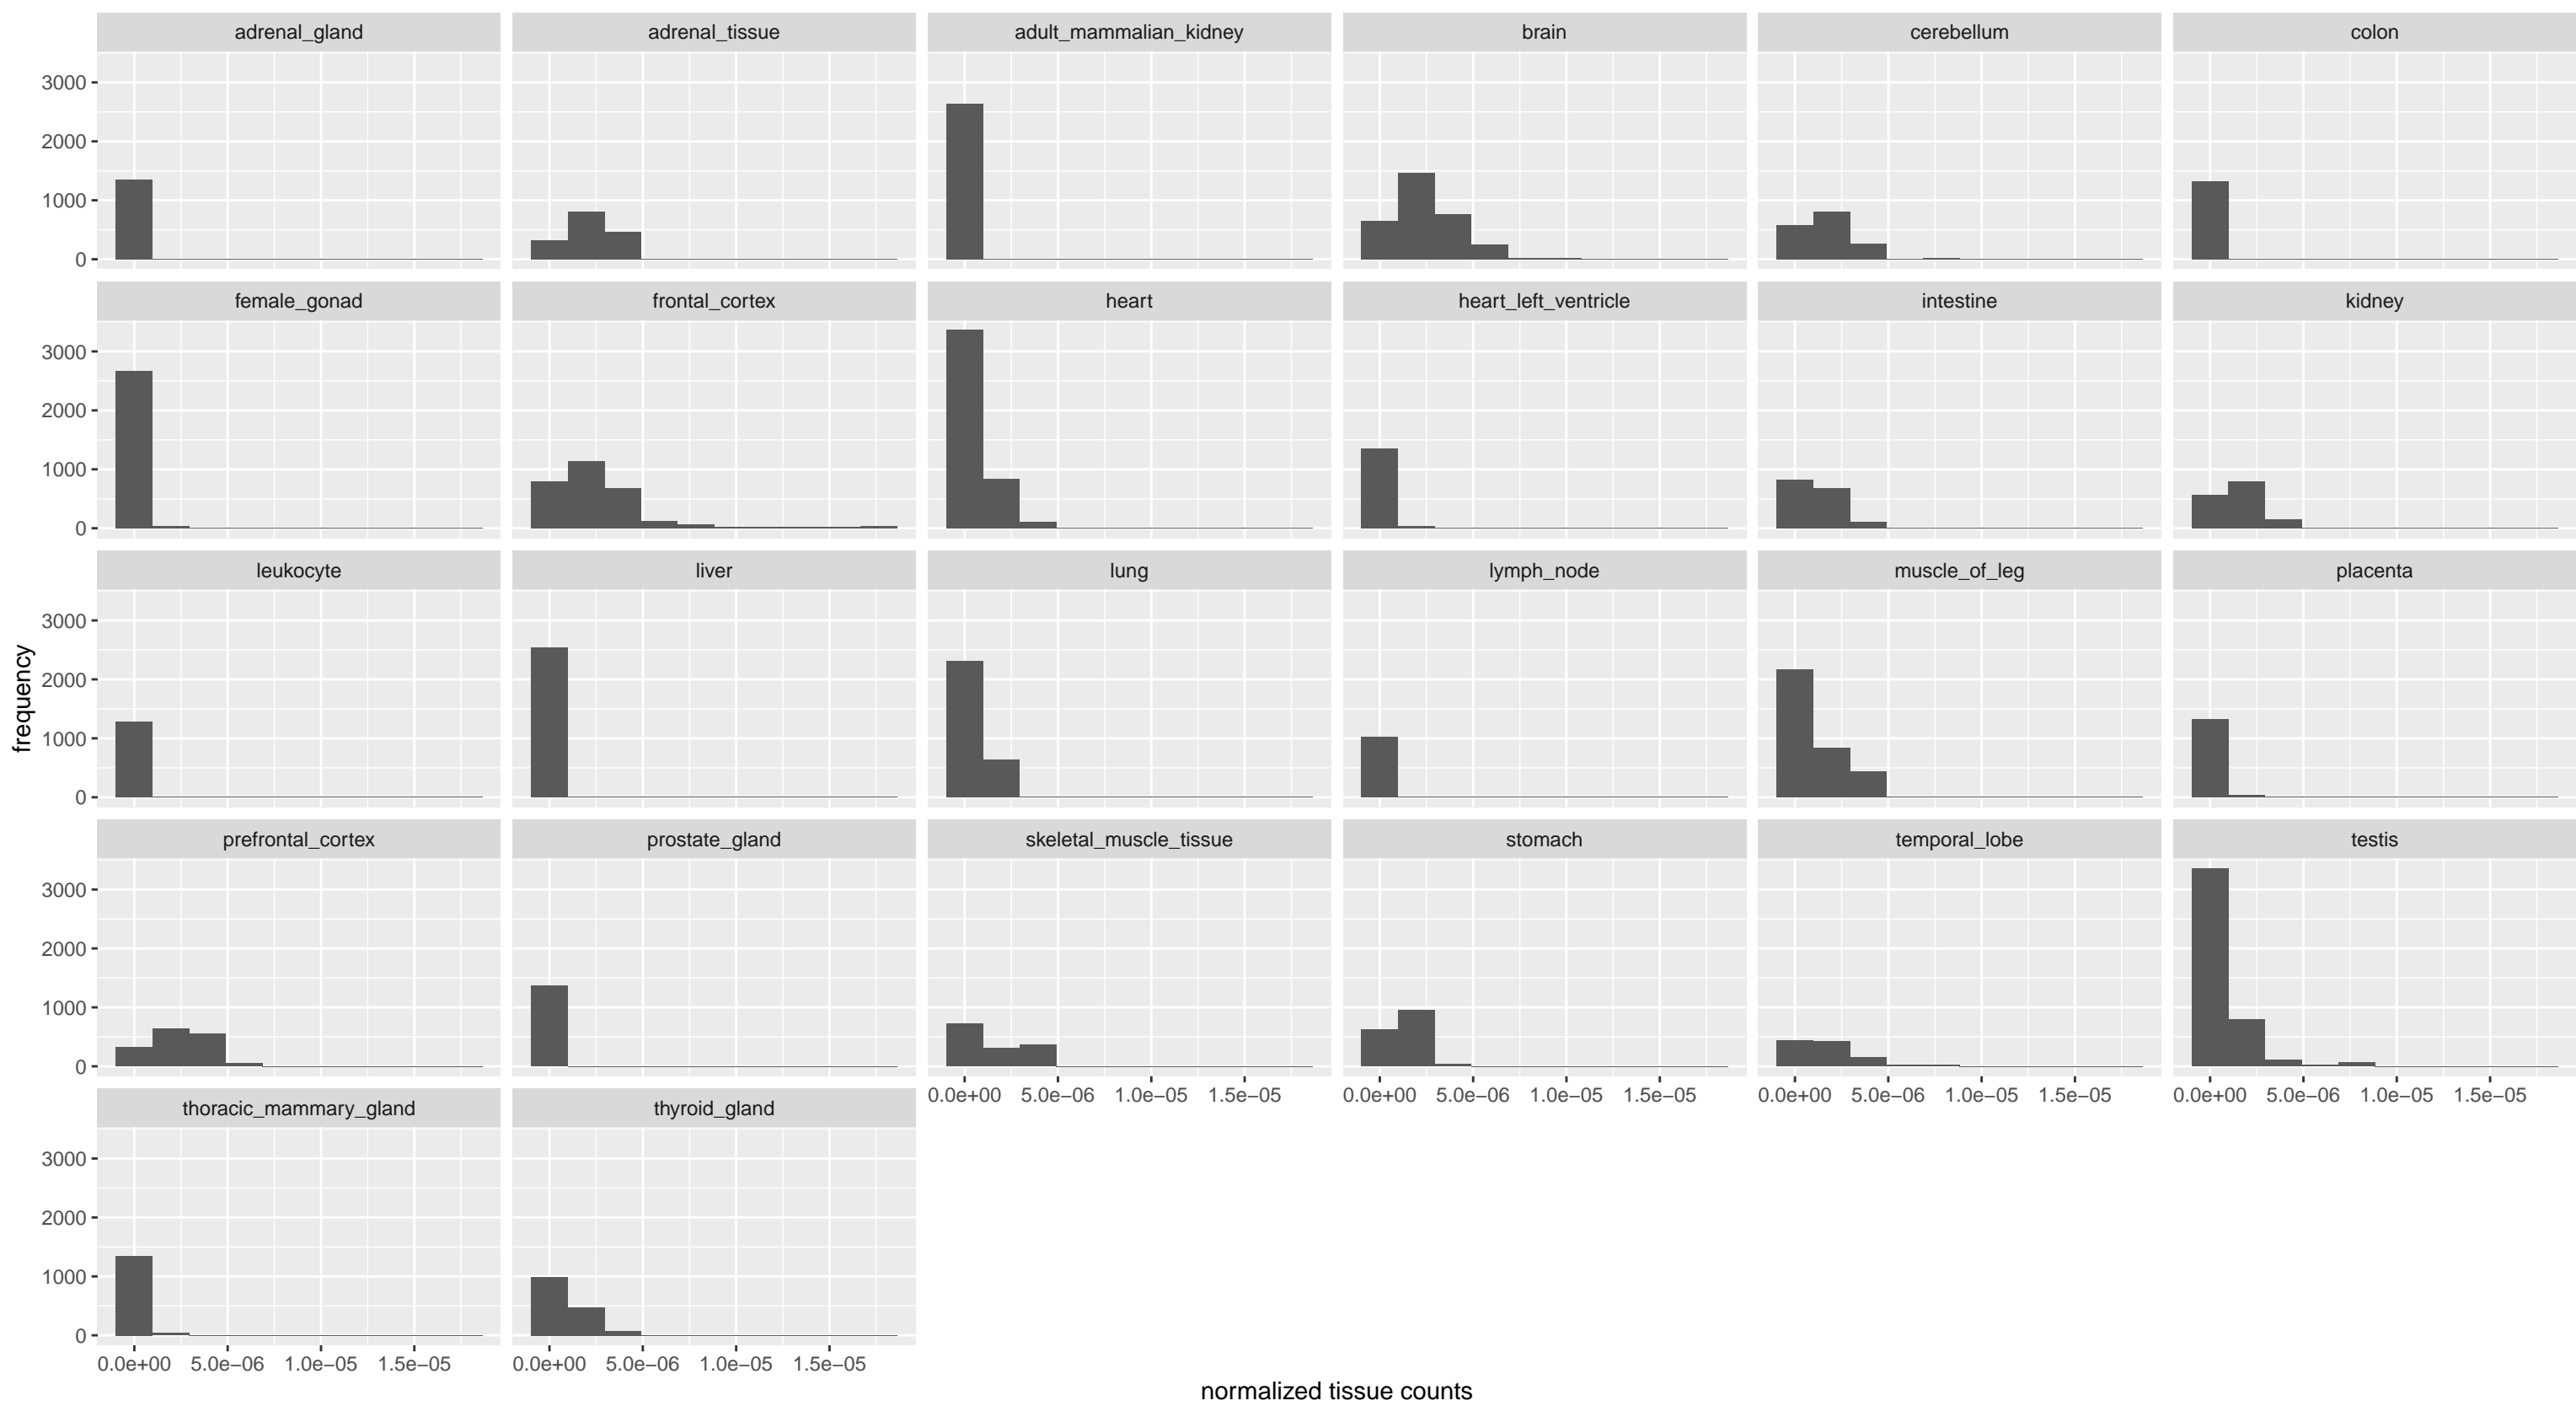 adrenal_gland adrenal_tissue adult_mammalian_kidney brain cerebellum colon
3000
2000
1000
0
female_gonad frontal_cortex heart heart_left_ventricle intestine kidney
3000
2000
1000
0
leukocyte liver lung lymph_node muscle_of_leg placenta
3000
2000
1000
0
frequency
prefrontal_cortex prostate_gland skeletal_muscle_tissue stomach temporal_lobe testis
3000
2000
1000
0
0.0e+00 5.0e−06 1.0e−05 1.5e−05 0.0e+00 5.0e−06 1.0e−05 1.5e−05 0.0e+00 5.0e−06 1.0e−05 1.5e−05 0.0e+00 5.0e−06 1.0e−05 1.5e−05
thoracic_mammary_gland thyroid_gland
3000
2000
1000
0
0.0e+00 5.0e−06 1.0e−05 1.5e−05 0.0e+00 5.0e−06 1.0e−05 1.5e−05
normalized tissue counts